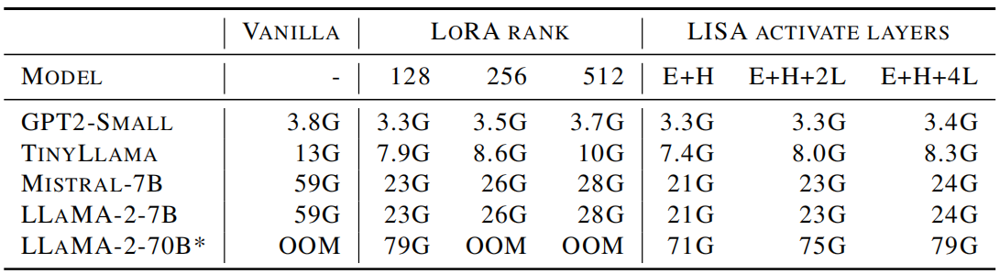 VANILLA LORA RANK LISA ACTIVATE LAYERS
MODEL - 128 256 512 E+H E+H+2L E+H+4L
GPT2-SMALL 3.8G 3.3G 3.5G 3.7G 3.3G 3.3G 3.4G
TINYLLAMA 13G 7.9G 8.6G 10G 7.4G 8.0G 8.3G
MISTRAL-7B 59G 23G 26G 28G 21G 23G 24G
LLAMA-2-7B 59G 23G 26G 28G 21G 23G 24G
LLAMA-2-70B* OOM 79G OOM OOM 71G 75G 79G